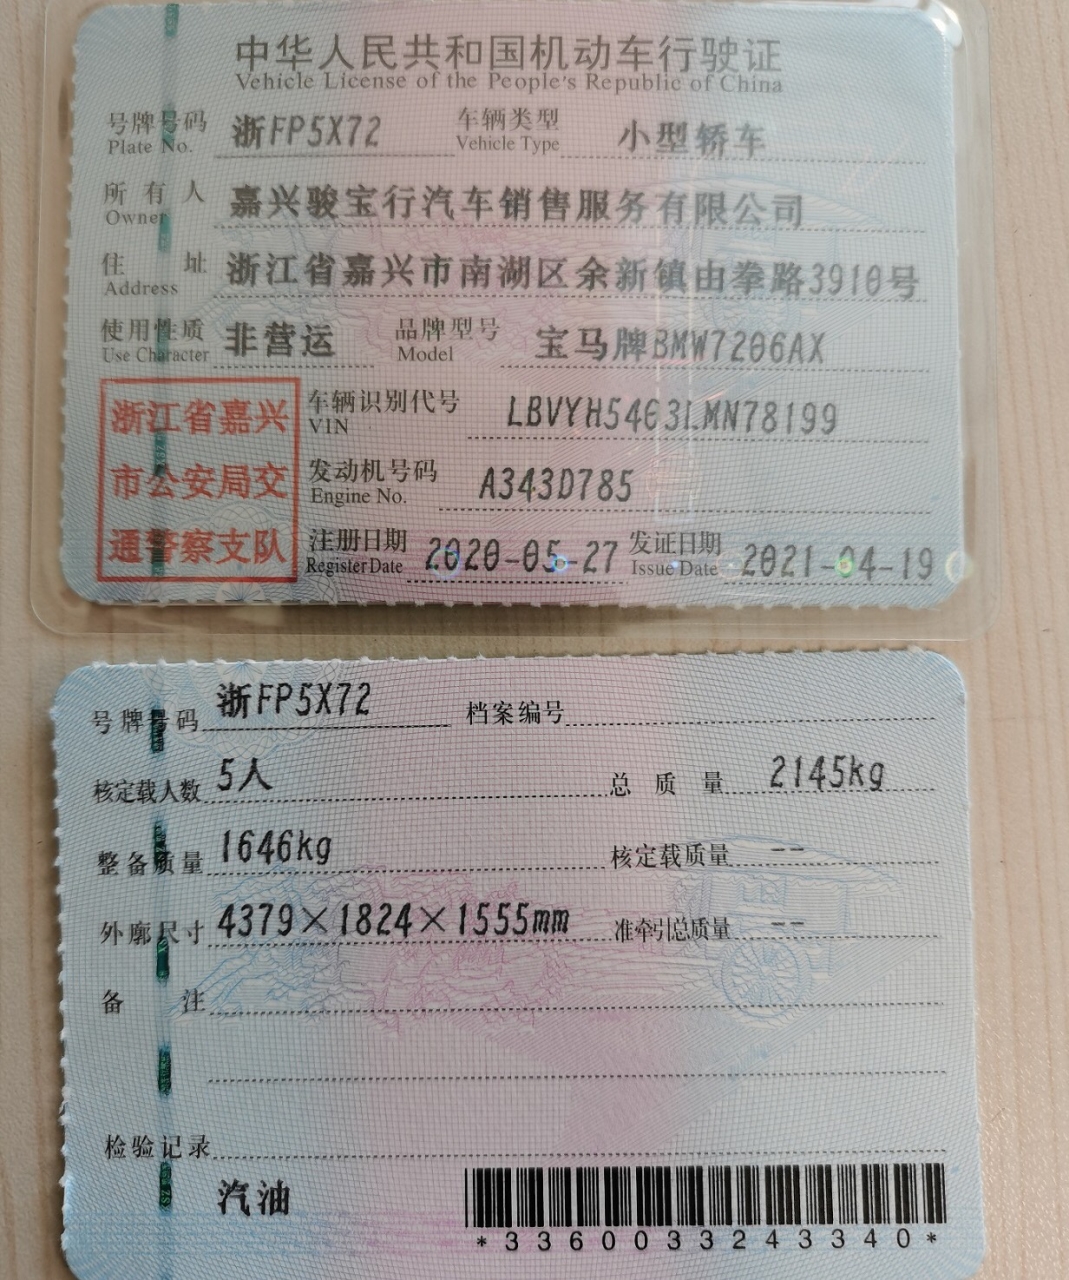 中华人民共和国机动车行驶证
Vehicle License of the People's Republic of China
号牌号码 浙FP5X72 车辆类型 小型轿车
Plate No. Vehicle Type
所有人 嘉兴骏宝行汽车销售服务有限公司
Owner
住址 浙江省嘉兴市南湖区余新镇由拳路3910号
Address
使用性质 非营运 品牌型号 宝马牌BMW7206AX
Use Character Model
浙江省嘉兴
市公安局交
通警察支队
车辆识别代号 LBVYH5463LMN78199
VIN
发动机号码 A343D785
Engine No.
注册日期 2020-05-27 发证日期 2021-04-19
Register Date Issue Date
号牌号码 浙FP5X72 档案编号
核定载人数 5人 总质量 2145kg
整备质量 1646kg 核定载质量 --
外廓尺寸 4379×1824×1555mm 准牵引总质量 --
备注
检验记录
汽油
*3360033243340*